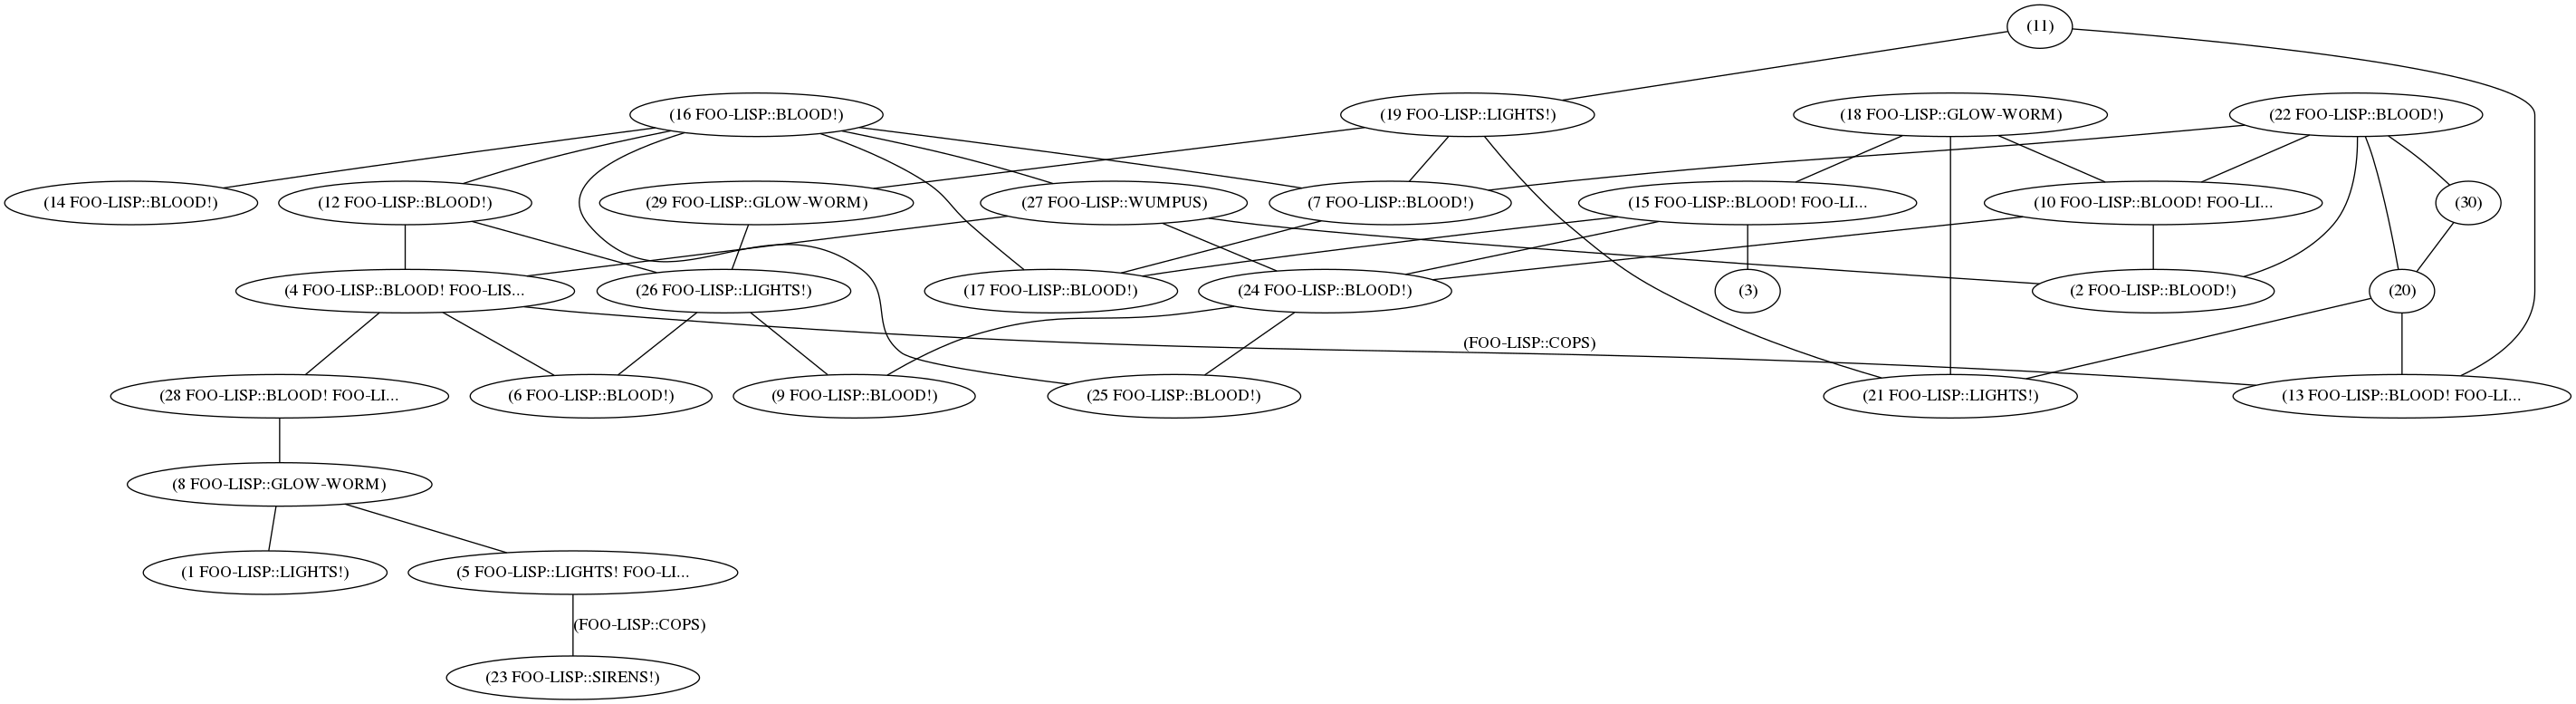 (11)
(16 FOO-LISP::BLOOD!)
(19 FOO-LISP::LIGHTS!)
(18 FOO-LISP::GLOW-WORM)
(22 FOO-LISP::BLOOD!)
(14 FOO-LISP::BLOOD!)
(12 FOO-LISP::BLOOD!)
(29 FOO-LISP::GLOW-WORM)
(27 FOO-LISP::WUMPUS)
(7 FOO-LISP::BLOOD!)
(15 FOO-LISP::BLOOD! FOO-LI...
(10 FOO-LISP::BLOOD! FOO-LI...
(30)
(4 FOO-LISP::BLOOD! FOO-LIS...
(26 FOO-LISP::LIGHTS!)
(17 FOO-LISP::BLOOD!)
(24 FOO-LISP::BLOOD!)
(3)
(2 FOO-LISP::BLOOD!)
(20)
(FOO-LISP::COPS)
(28 FOO-LISP::BLOOD! FOO-LI...
(6 FOO-LISP::BLOOD!)
(9 FOO-LISP::BLOOD!)
(25 FOO-LISP::BLOOD!)
(21 FOO-LISP::LIGHTS!)
(13 FOO-LISP::BLOOD! FOO-LI...
(8 FOO-LISP::GLOW-WORM)
(1 FOO-LISP::LIGHTS!)
(5 FOO-LISP::LIGHTS! FOO-LI...
(FOO-LISP::COPS)
(23 FOO-LISP::SIRENS!)